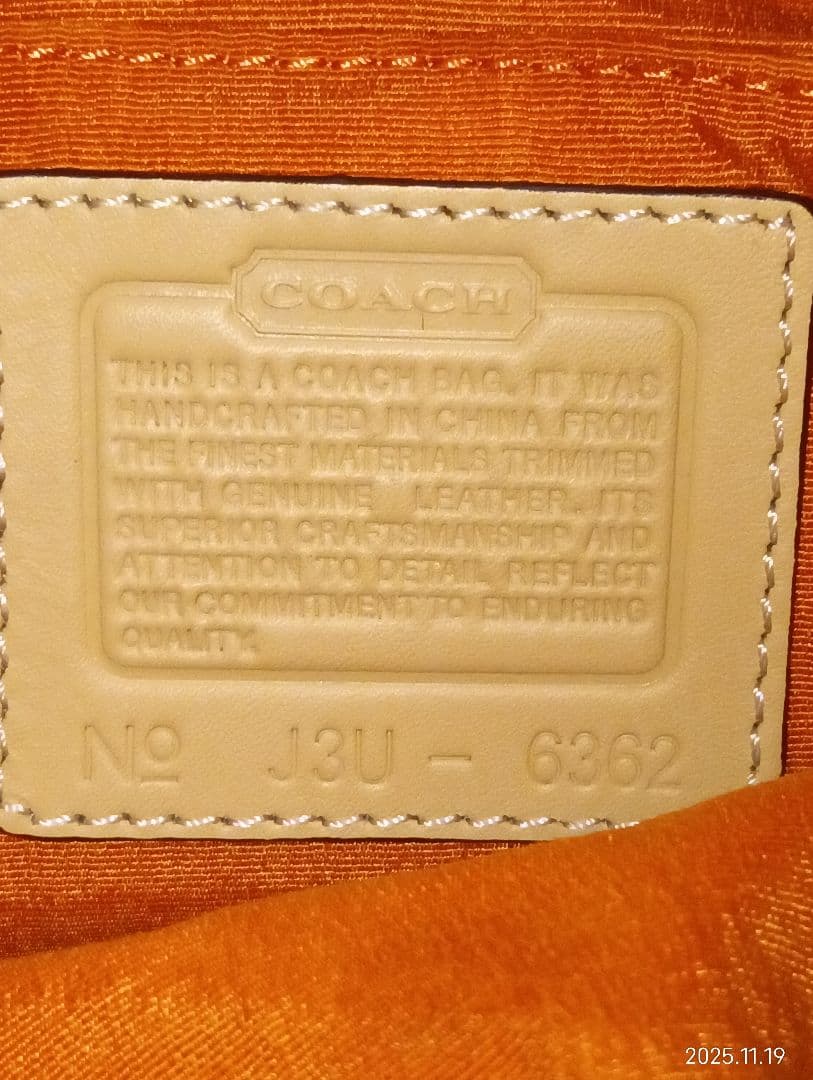 COACH
THIS IS A COACH BAG. IT WAS
HANDCRAFTED IN CHINA FROM
THE FINEST MATERIALS TRIMMED
WITH GENUINE LEATHER. ITS
SUPERIOR CRAFTSMANSHIP AND
ATTENTION TO DETAIL REFLECT
OUR COMMITMENT TO ENDURING
QUALITY.
Nº J3U - 6362
2025.11.19